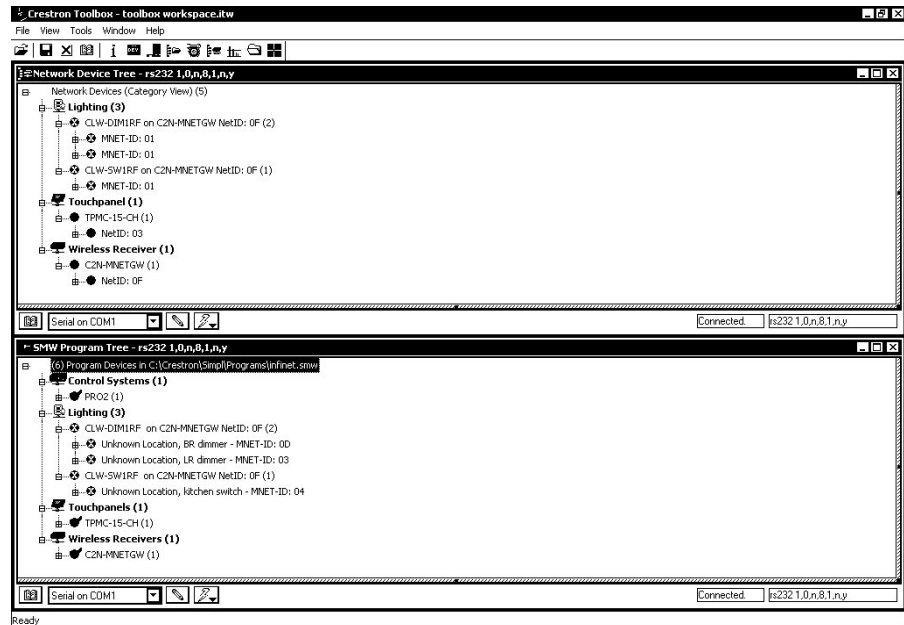 Crestron Toolbox - toolbox workspace.itw
File View Tools Window Help
DEV
Network Device Tree - rs232 1,0,n,8,1,n,y
Network Devices (Category View) (5)
Lighting (3)
CLW-DIM1RF on C2N-MNETGW NetID: 0F (2)
MNET-ID: 01
MNET-ID: 01
CLW-SW1RF on C2N-MNETGW NetID: 0F (1)
MNET-ID: 01
Touchpanel (1)
TPMC-15-CH (1)
NetID: 03
Wireless Receiver (1)
C2N-MNETGW (1)
NetID: 0F
Serial on COM1 Connected. rs232 1,0,n,8,1,n,y
SMW Program Tree - rs232 1,0,n,8,1,n,y
(6) Program Devices in C:\Crestron\Simpl\Programs\infinet.smw
Control Systems (1)
PRO2 (1)
Lighting (3)
CLW-DIM1RF on C2N-MNETGW NetID: 0F (2)
Unknown Location, BR dimmer - MNET-ID: 0D
Unknown Location, LR dimmer - MNET-ID: 03
CLW-SW1RF on C2N-MNETGW NetID: 0F (1)
Unknown Location, kitchen switch - MNET-ID: 04
Touchpanels (1)
TPMC-15-CH (1)
Wireless Receivers (1)
C2N-MNETGW (1)
Serial on COM1 Connected. rs232 1,0,n,8,1,n,y
Ready